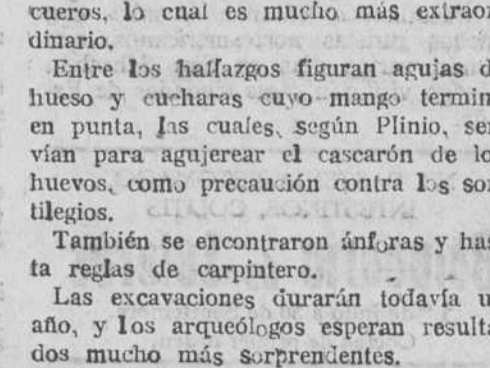 cueros, lo cual es mucho más extraor
dinario.
Entre los hallazgos figuran agujas d
hueso y cucharas cuyo mango termin
en punta, las cuales, según Plinio, ser
vían para agujerear el cascarón de lo
huevos, como precaución contra los sor
tilegios.
También se encontraron ánforas y has
ta reglas de carpintero.
Las excavaciones durarán todavía u
año, y los arqueólogos esperan resulta
dos mucho más sorprendentes.